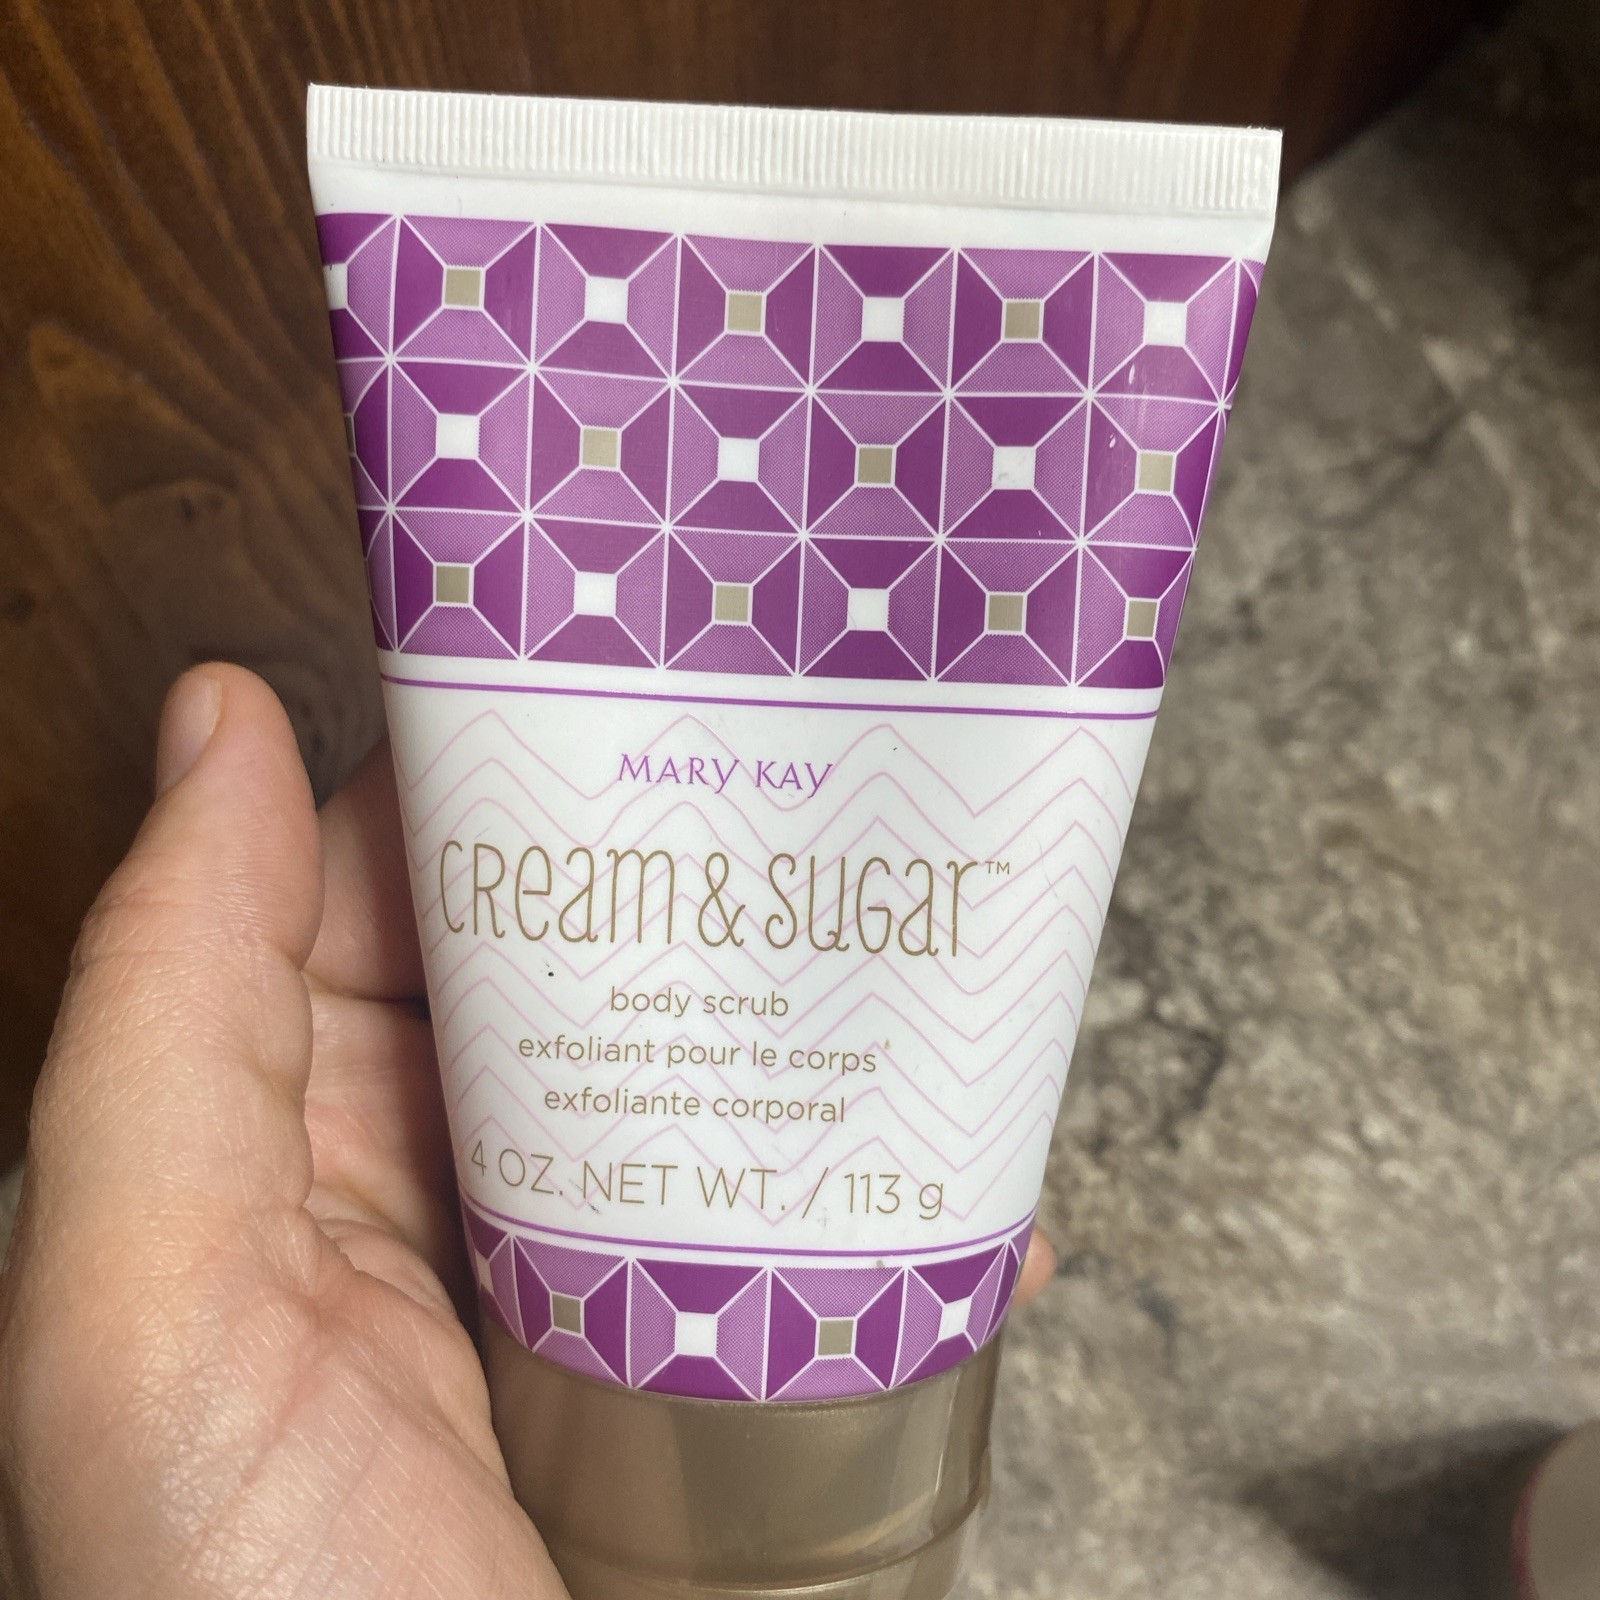 MARY KAY
CREAM & SUGAR™
body scrub
exfoliant pour le corps
exfoliante corporal
4 OZ. NET WT. / 113 g